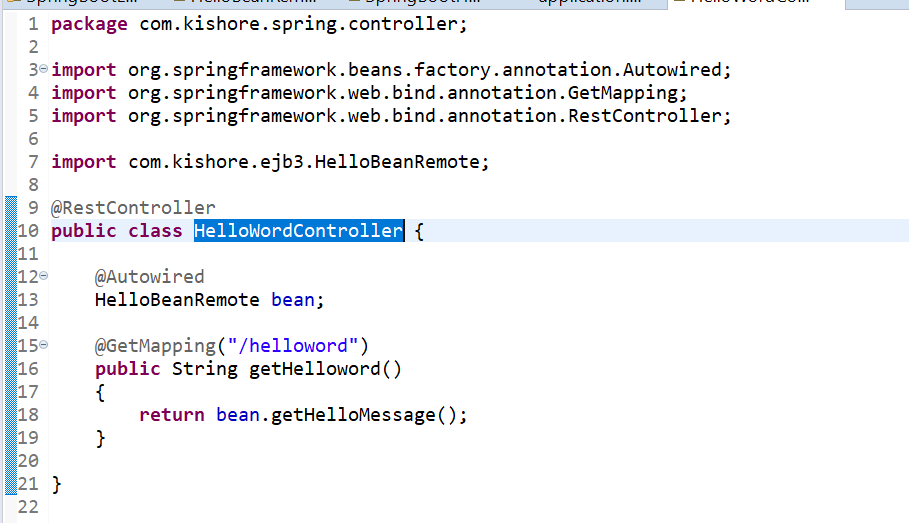 1 package com.kishore.spring.controller;
2
3 import org.springframework.beans.factory.annotation.Autowired;
4 import org.springframework.web.bind.annotation.GetMapping;
5 import org.springframework.web.bind.annotation.RestController;
6
7 import com.kishore.ejb3.HelloBeanRemote;
8
9 @RestController
10 public class HelloWordController {
11
12     @Autowired
13     HelloBeanRemote bean;
14
15     @GetMapping("/helloword")
16     public String getHelloword()
17     {
18         return bean.getHelloMessage();
19     }
20
21 }
22